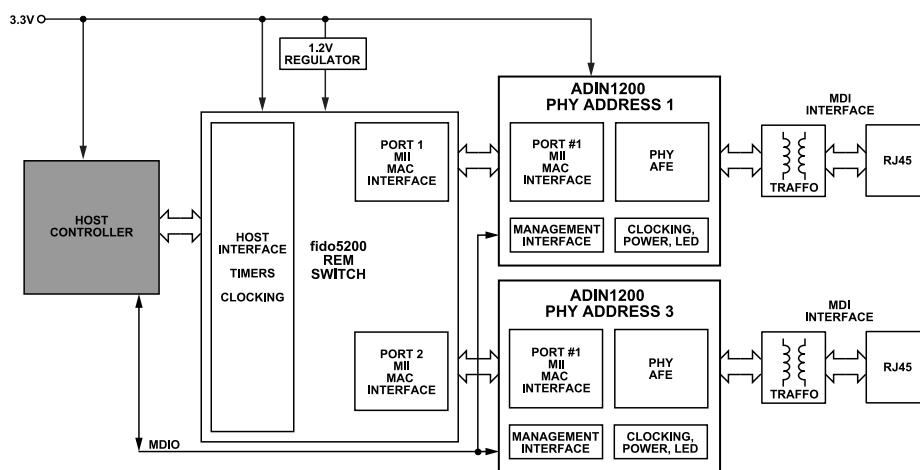 3.3V
1.2V
REGULATOR
HOST
CONTROLLER
HOST
INTERFACE
TIMERS
CLOCKING
fido5200
REM
SWITCH
PORT 1
MII
MAC
INTERFACE
PORT 2
MII
MAC
INTERFACE
MDIO
ADIN1200
PHY ADDRESS 1
PORT #1
MII
MAC
INTERFACE
PHY
AFE
MANAGEMENT
INTERFACE
CLOCKING,
POWER, LED
MDI
INTERFACE
TRAFFO
RJ45
ADIN1200
PHY ADDRESS 3
PORT #1
MII
MAC
INTERFACE
PHY
AFE
MANAGEMENT
INTERFACE
CLOCKING,
POWER, LED
MDI
INTERFACE
TRAFFO
RJ45